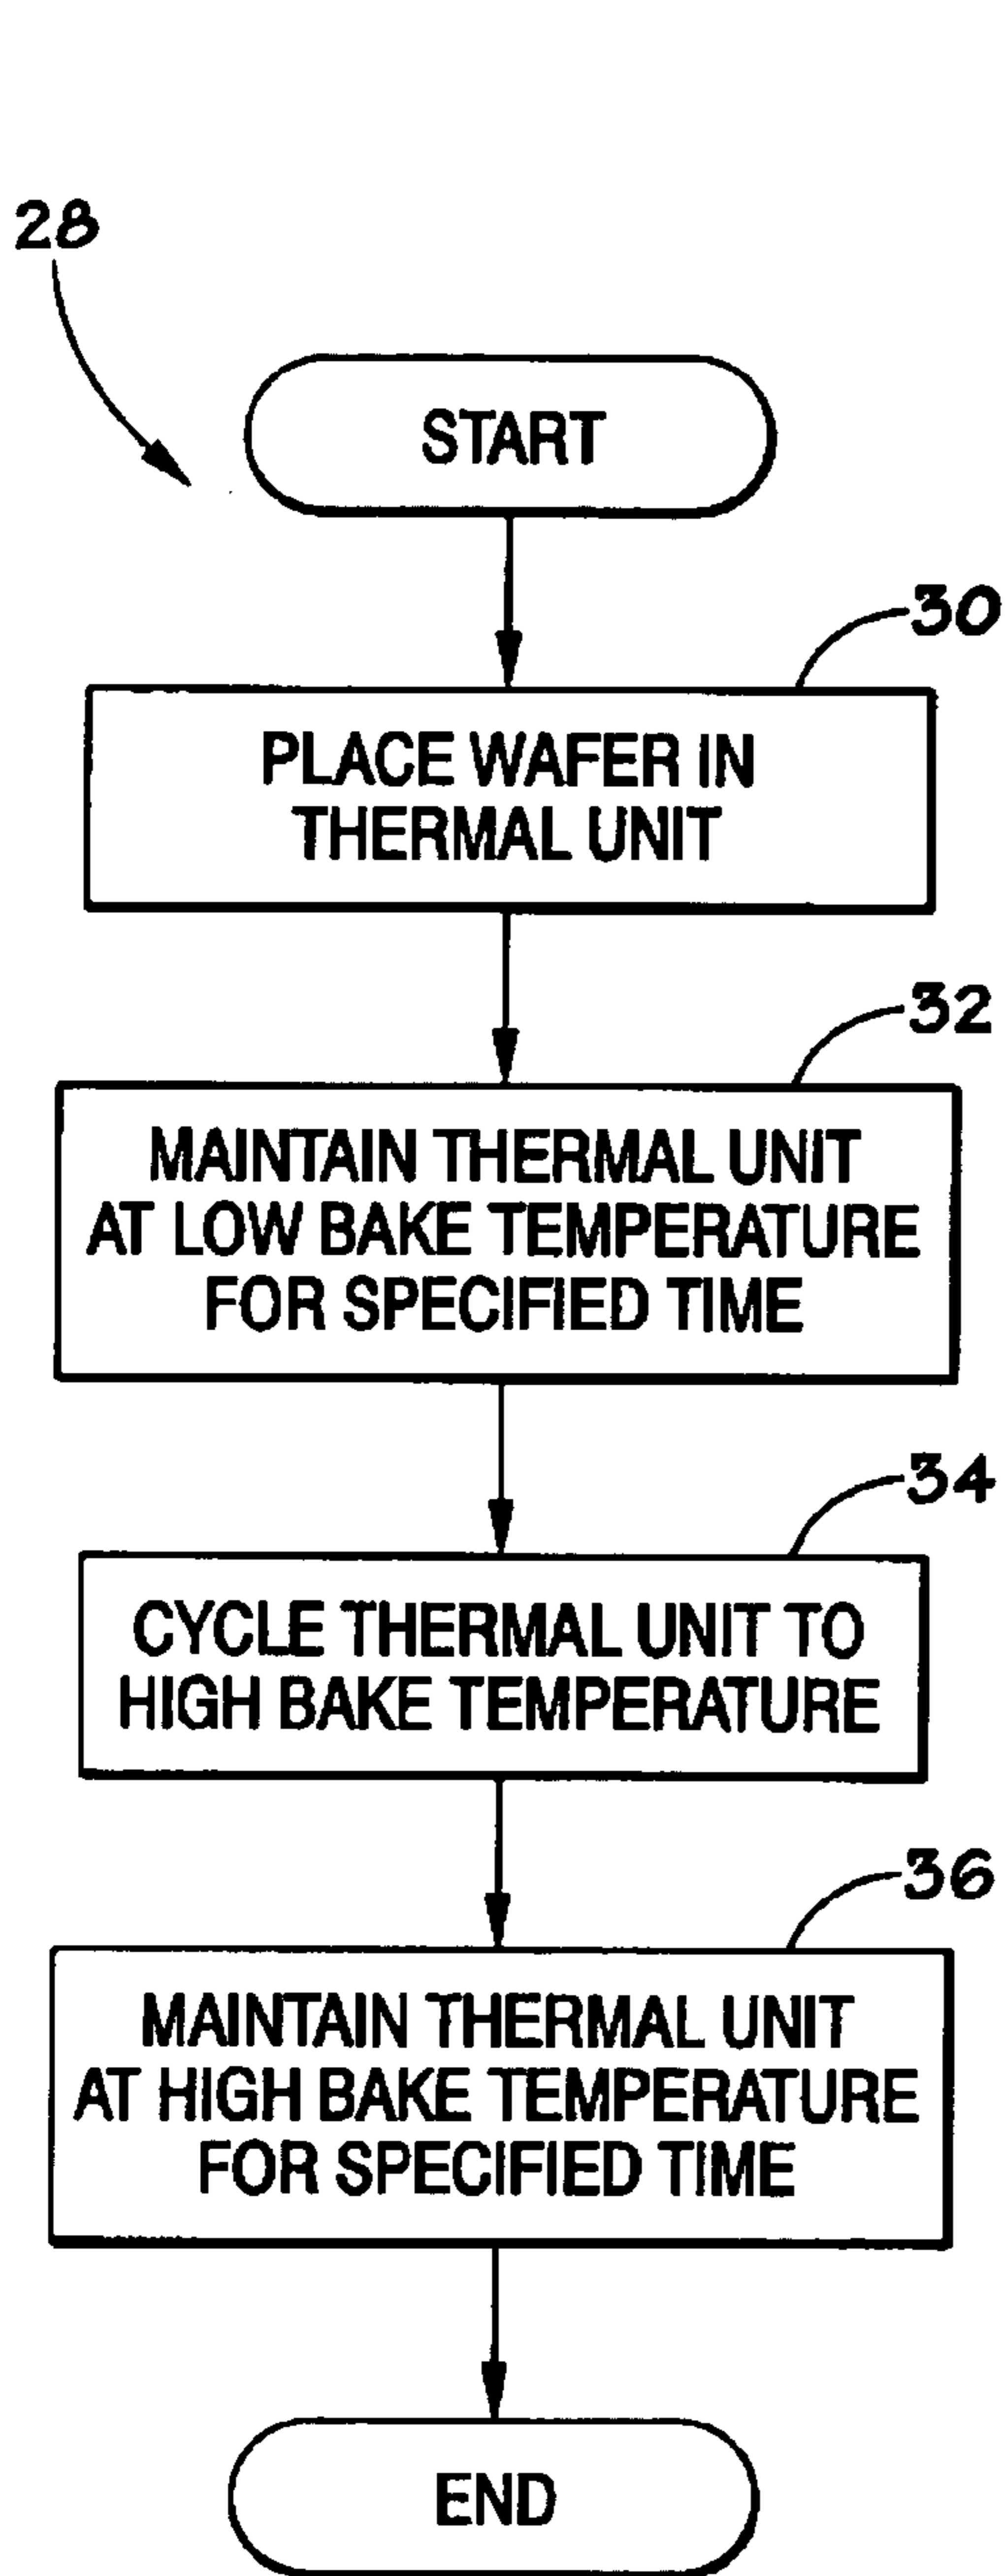 28
START
30
PLACE WAFER IN
THERMAL UNIT
32
MAINTAIN THERMAL UNIT
AT LOW BAKE TEMPERATURE
FOR SPECIFIED TIME
34
CYCLE THERMAL UNIT TO
HIGH BAKE TEMPERATURE
36
MAINTAIN THERMAL UNIT
AT HIGH BAKE TEMPERATURE
FOR SPECIFIED TIME
END